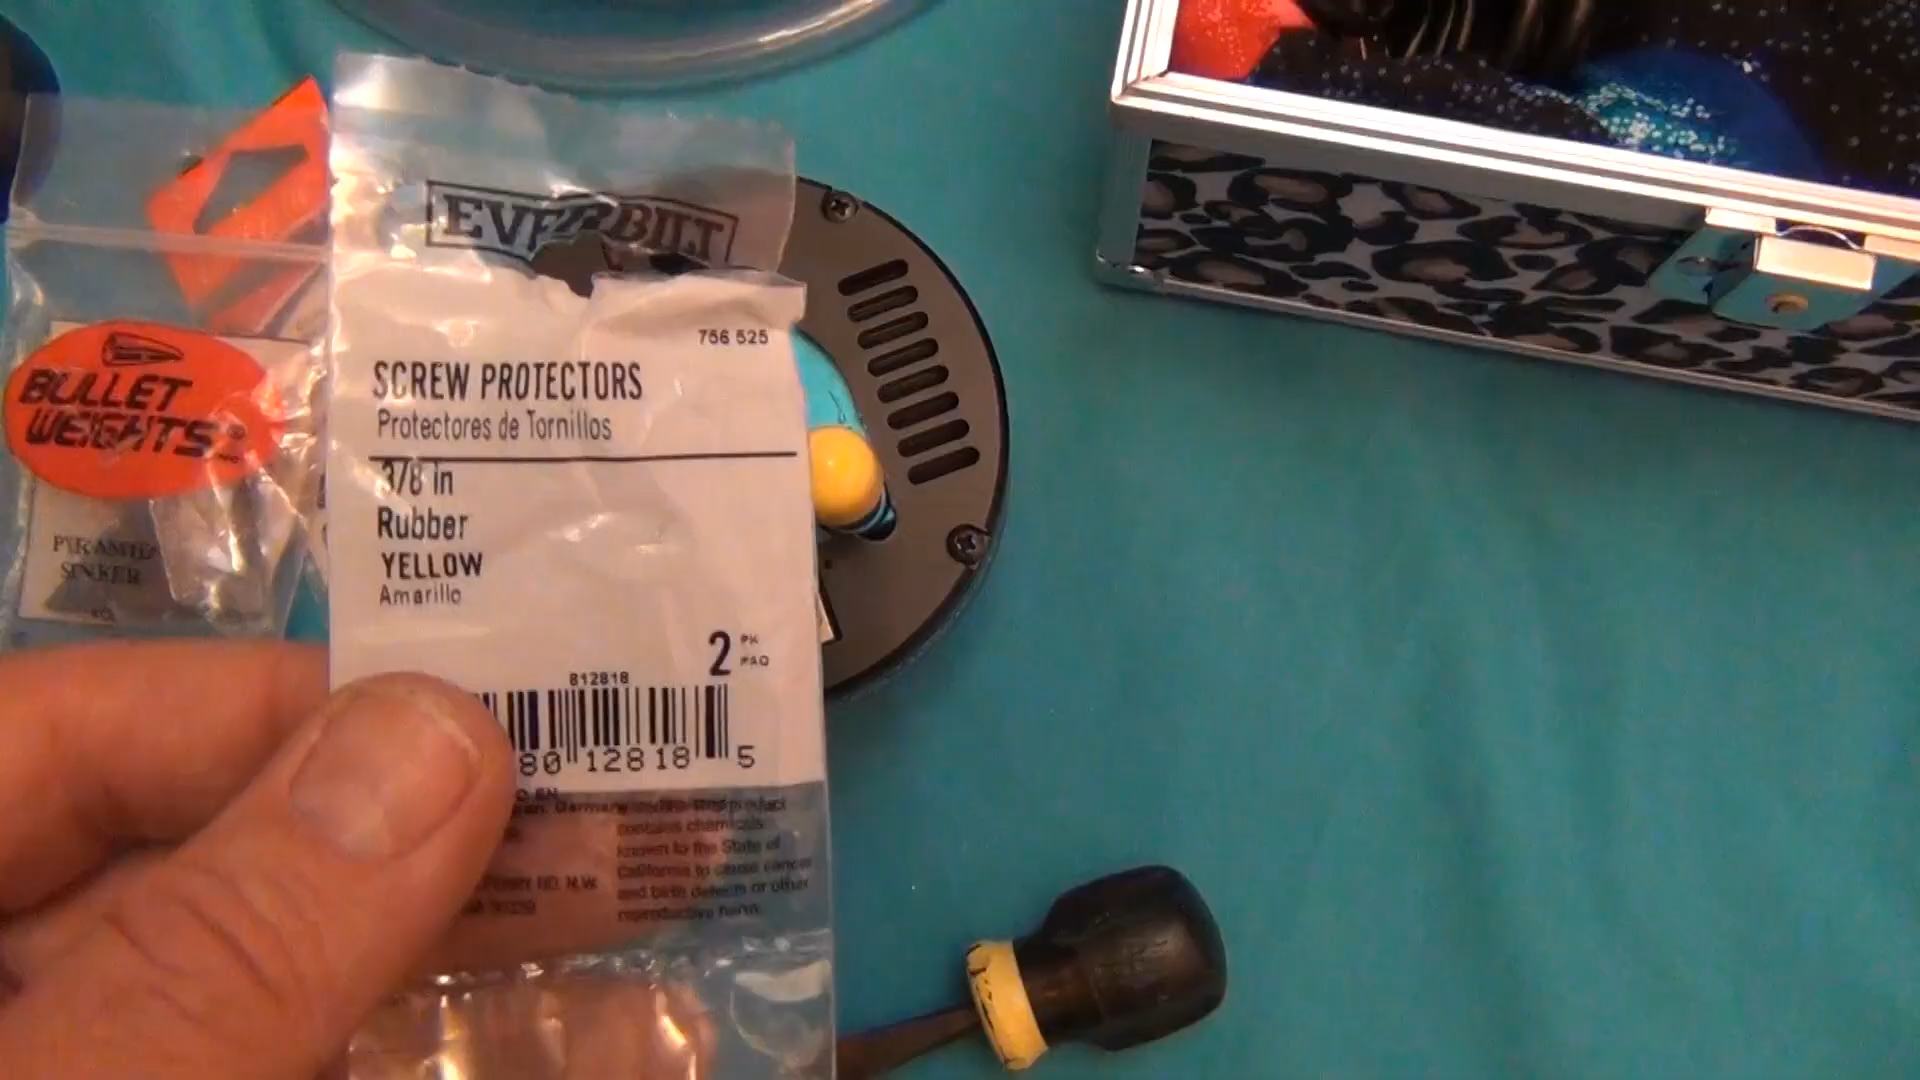 EVERBILT
756 525
SCREW PROTECTORS
Protectores de Tornillos
3/8 in
Rubber
YELLOW
Amarillo
2 PK
PAQ
812818
80 12818 5
product
contains chemicals
known to the State of
California to cause cancer
and birth defects or other
reproductive harm.
RD. N.W.
BULLET
WEIGHTS
PYRAMID
SINKER